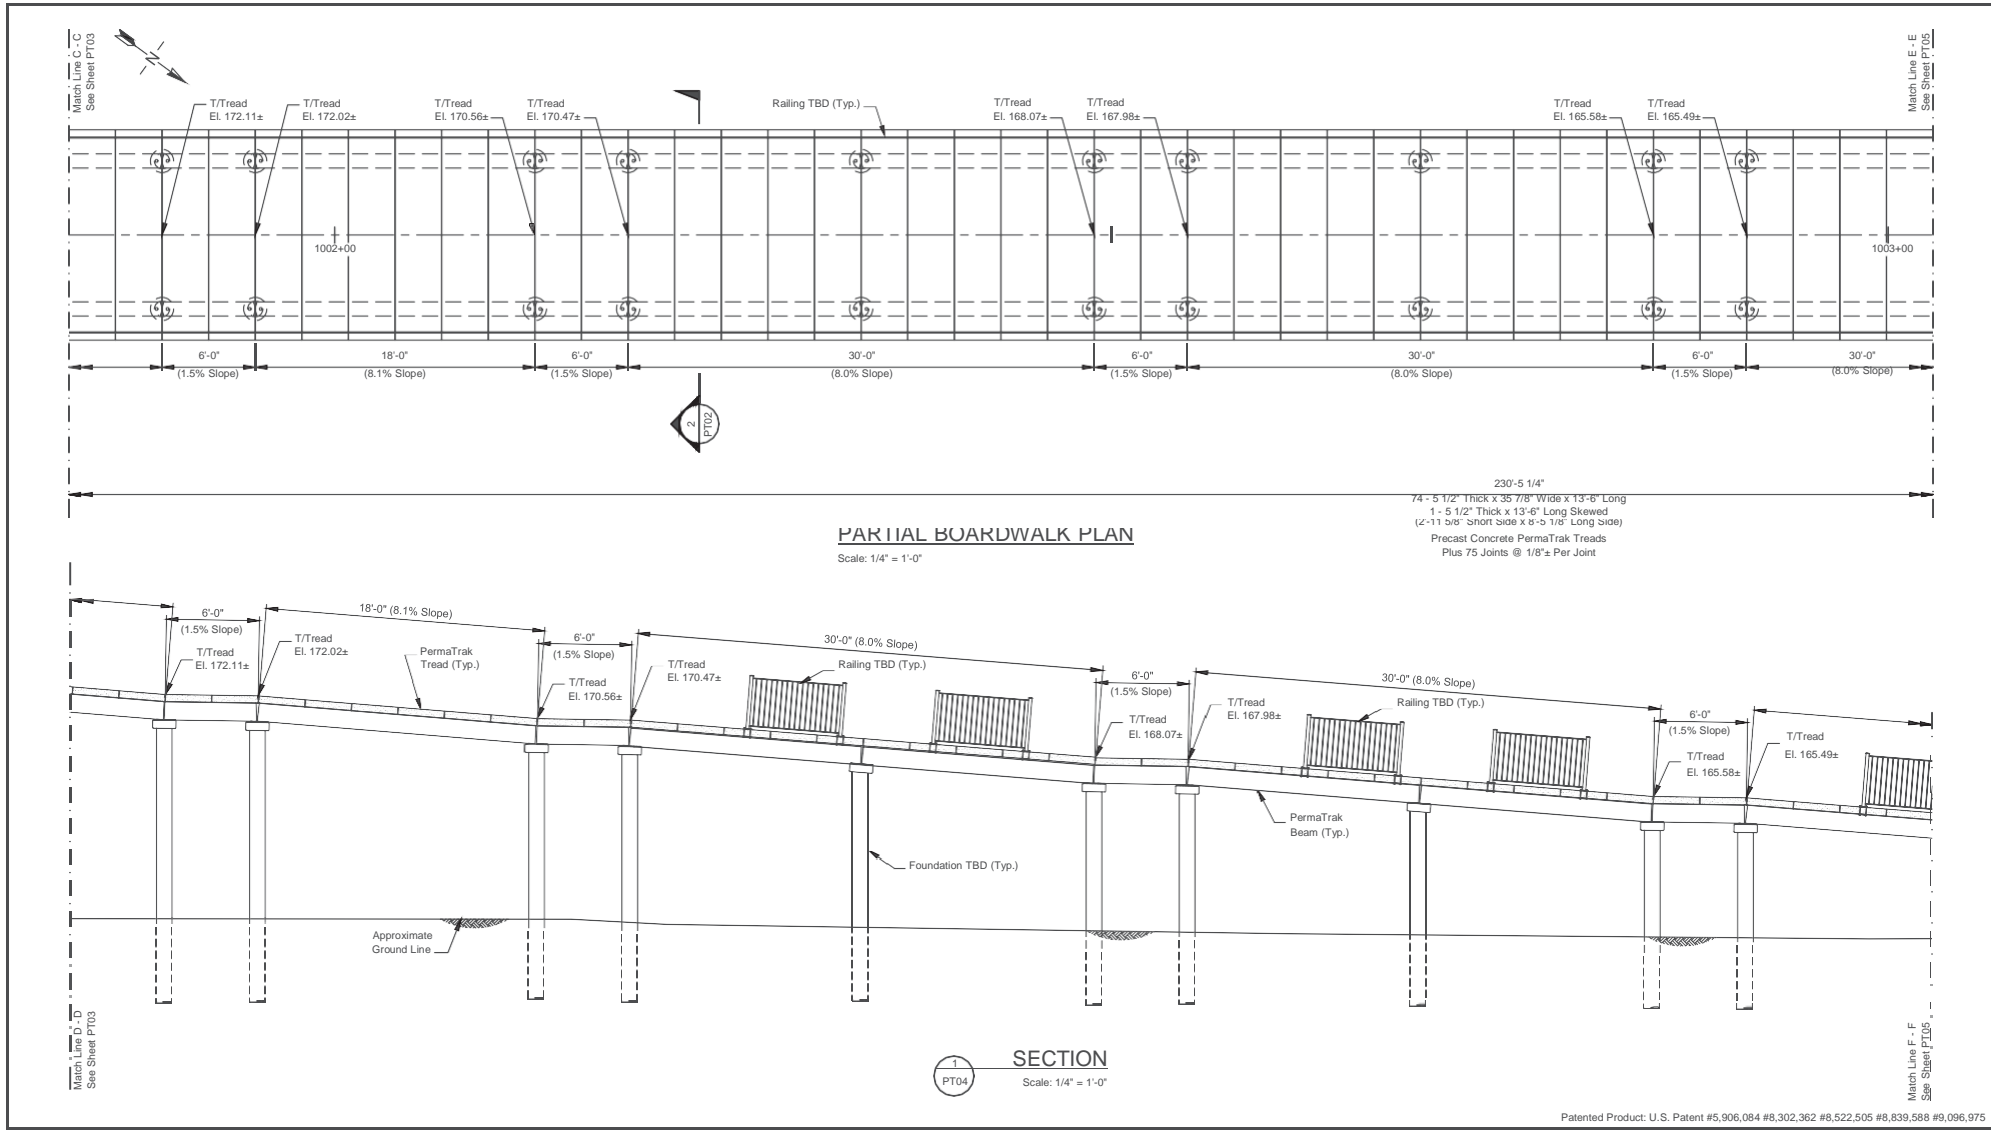 Match Line C - C
See Sheet PT03
N
Match Line E - E
See Sheet PT05
T/Tread
El. 172.11±
T/Tread
El. 172.02±
T/Tread
El. 170.56±
T/Tread
El. 170.47±
Railing TBD (Typ.)
T/Tread
El. 168.07±
T/Tread
El. 167.98±
T/Tread
El. 165.58±
T/Tread
El. 165.49±
1002+00
1003+00
6'-0"
(1.5% Slope)
18'-0"
(8.1% Slope)
6'-0"
(1.5% Slope)
30'-0"
(8.0% Slope)
6'-0"
(1.5% Slope)
30'-0"
(8.0% Slope)
6'-0"
(1.5% Slope)
30'-0"
(8.0% Slope)
2
PT02
230'-5 1/4"
74 - 5 1/2" Thick x 35 7/8" Wide x 13'-6" Long
1 - 5 1/2" Thick x 13'-6" Long Skewed
(2'-11 5/8" Short Side x 8'-5 1/8" Long Side)
Precast Concrete PermaTrak Treads
Plus 75 Joints @ 1/8"± Per Joint
PARTIAL BOARDWALK PLAN
Scale: 1/4" = 1'-0"
6'-0"
(1.5% Slope)
18'-0" (8.1% Slope)
6'-0"
(1.5% Slope)
30'-0" (8.0% Slope)
6'-0"
(1.5% Slope)
30'-0" (8.0% Slope)
6'-0"
(1.5% Slope)
T/Tread
El. 172.11±
T/Tread
El. 172.02±
PermaTrak
Tread (Typ.)
T/Tread
El. 170.56±
T/Tread
El. 170.47±
Railing TBD (Typ.)
T/Tread
El. 168.07±
T/Tread
El. 167.98±
Railing TBD (Typ.)
T/Tread
El. 165.58±
T/Tread
El. 165.49±
PermaTrak
Beam (Typ.)
Foundation TBD (Typ.)
Approximate
Ground Line
Match Line D - D
See Sheet PT03
Match Line F - F
See Sheet PT05
1
PT04
SECTION
Scale: 1/4" = 1'-0"
Patented Product: U.S. Patent #5,906,084 #8,302,362 #8,522,505 #8,839,588 #9,096,975